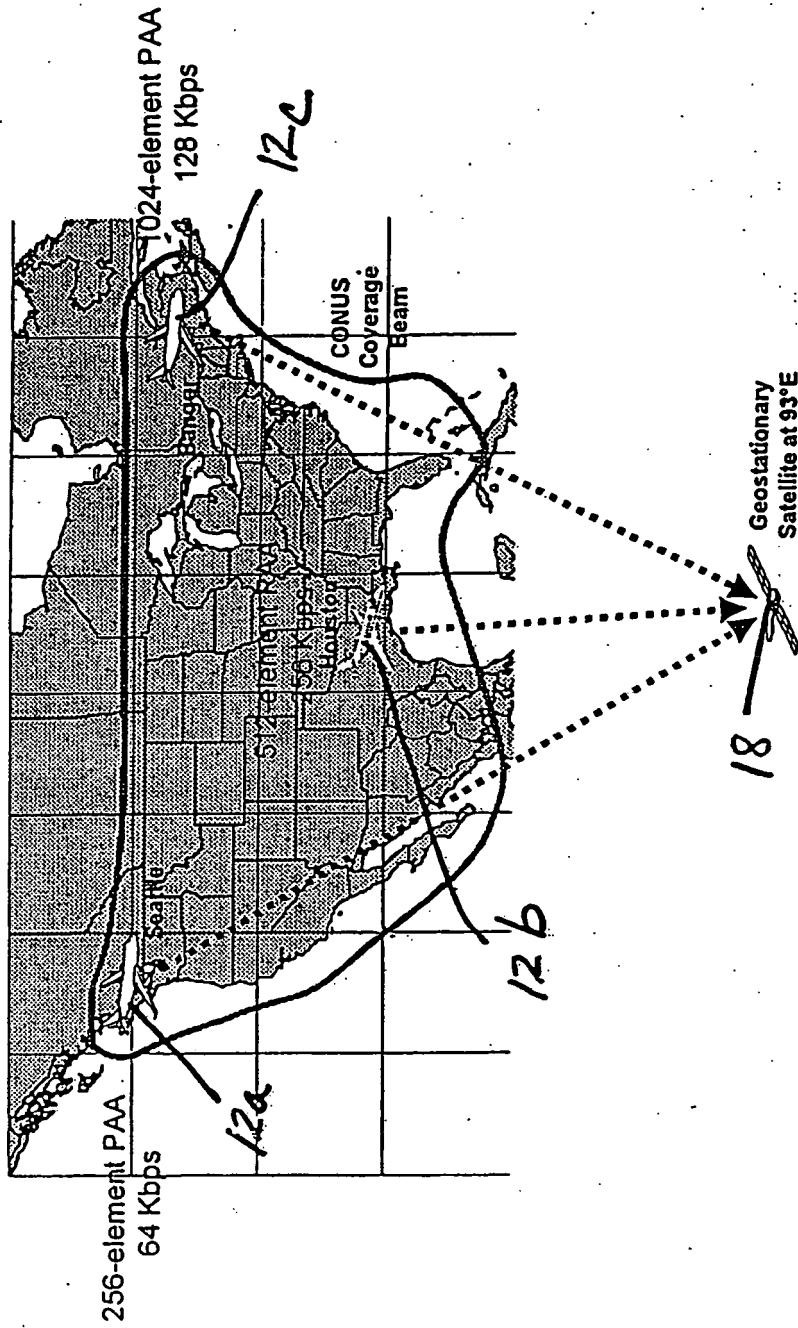 256-element PAA
64 Kbps
12a
Seattle
512-element PAA
256 Kbps
Houston
12b
1024-element PAA
128 Kbps
Bangor
12c
CONUS
Coverage
Beam
18
Geostationary
Satellite at 93°E